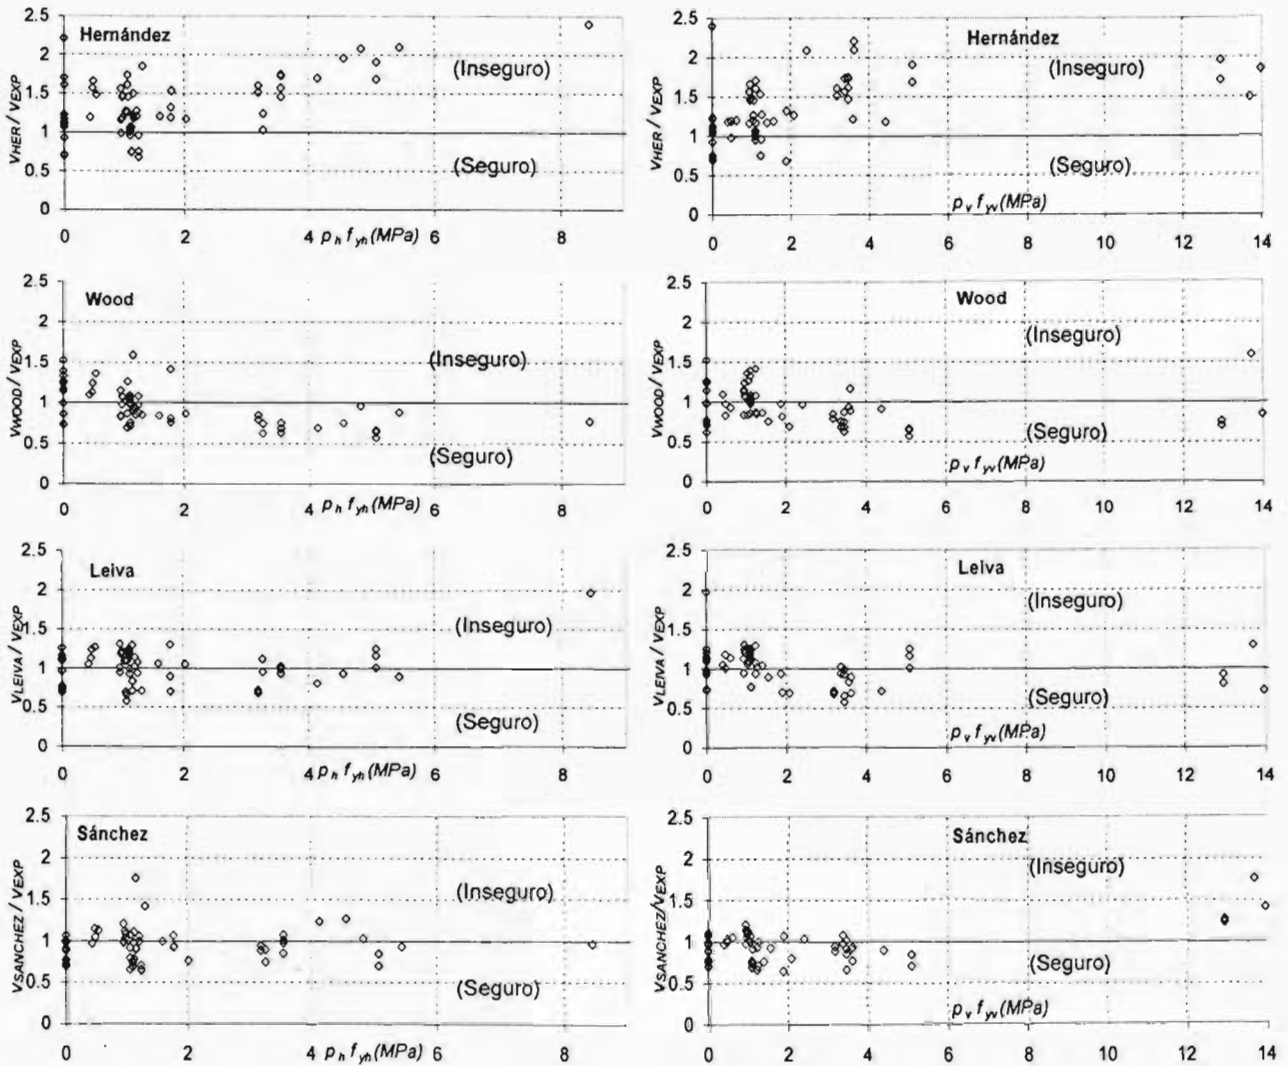 Hernández
V_HER / V_EXP
2.5
2
1.5
1
0.5
0
(Inseguro)
(Seguro)
0 2 4 6 8
p_h f_yh (MPa)
Hernández
V_HER / V_EXP
2.5
2
1.5
1
0.5
0
(Inseguro)
(Seguro)
p_v f_yv (MPa)
0 2 4 6 8 10 12 14
Wood
V_WOOD / V_EXP
2.5
2
1.5
1
0.5
0
(Inseguro)
(Seguro)
0 2 4 6 8
p_h f_yh (MPa)
Wood
V_WOOD / V_EXP
2.5
2
1.5
1
0.5
0
(Inseguro)
(Seguro)
p_v f_yv (MPa)
0 2 4 6 8 10 12 14
Leiva
V_LEIVA / V_EXP
2.5
2
1.5
1
0.5
0
(Inseguro)
(Seguro)
0 2 4 6 8
p_h f_yh (MPa)
Leiva
V_LEIVA / V_EXP
2.5
2
1.5
1
0.5
0
(Inseguro)
(Seguro)
p_v f_yv (MPa)
0 2 4 6 8 10 12 14
Sánchez
V_SANCHEZ / V_EXP
2.5
2
1.5
1
0.5
0
(Inseguro)
(Seguro)
0 2 4 6 8
p_h f_yh (MPa)
Sánchez
V_SANCHEZ/V_EXP
2.5
2
1.5
1
0.5
0
(Inseguro)
(Seguro)
p_v f_yv (MPa)
0 2 4 6 8 10 12 14